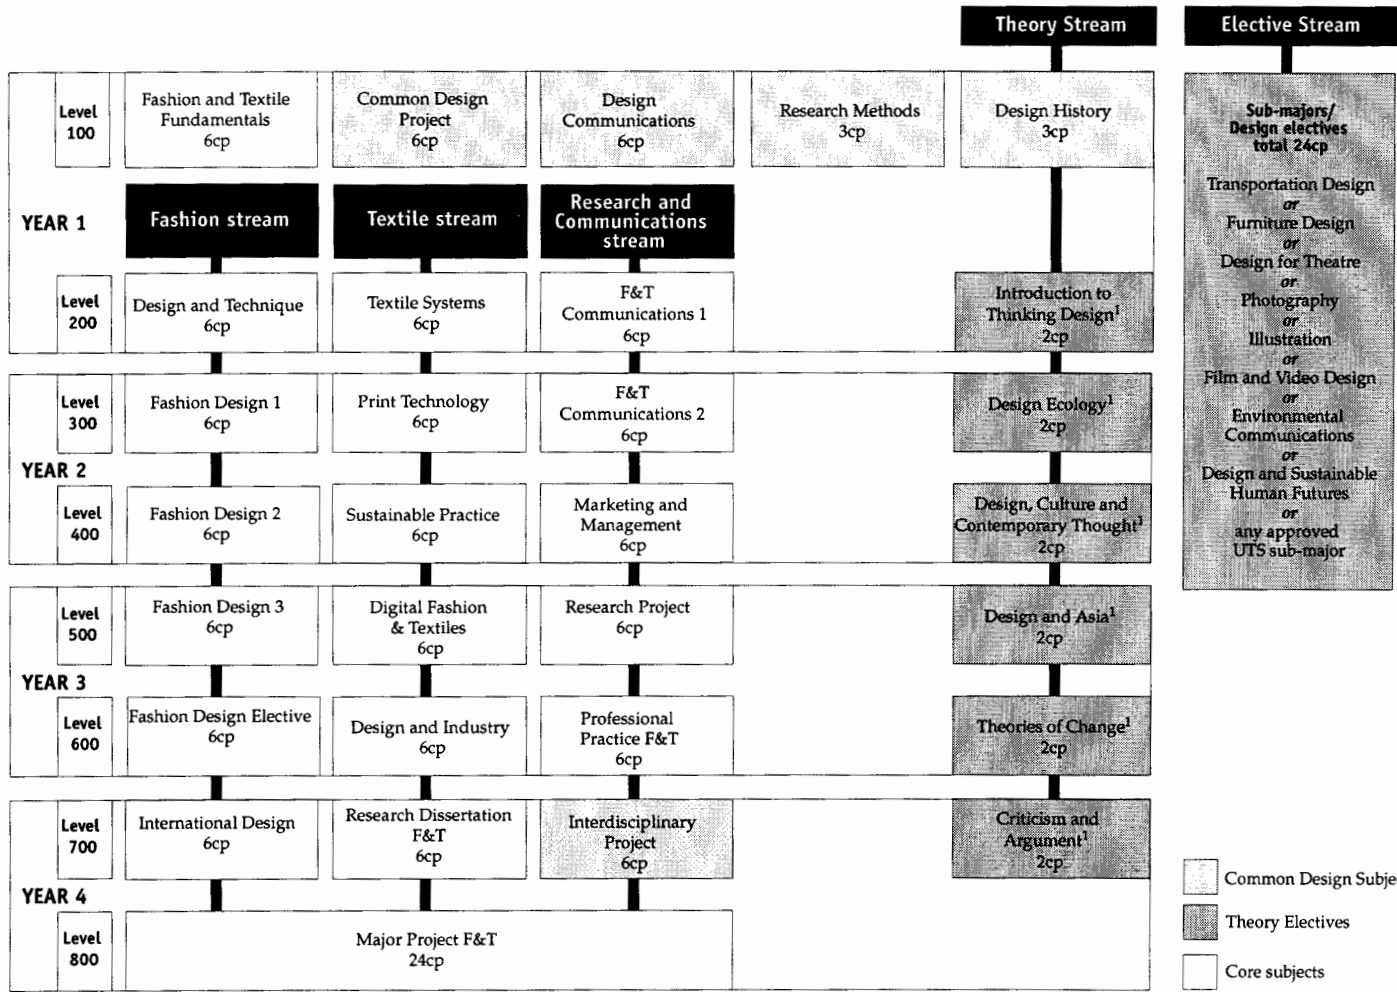 Theory Stream
Elective Stream
Level
100
Fashion and Textile
Fundamentals
6cp
Common Design
Project
6cp
Design
Communications
6cp
Research Methods
3cp
Design History
3cp
Sub-majors/
Design electives
total 24cp
Transportation Design
or
Furniture Design
or
Design for Theatre
or
Photography
or
Illustration
or
Film and Video Design
or
Environmental
Communications
or
Design and Sustainable
Human Futures
or
any approved
UTS sub-major
YEAR 1
Fashion stream
Textile stream
Research and
Communications
stream
Level
200
Design and Technique
6cp
Textile Systems
6cp
F&T
Communications 1
6cp
Introduction to
Thinking Design¹
2cp
YEAR 2
Level
300
Fashion Design 1
6cp
Print Technology
6cp
F&T
Communications 2
6cp
Design Ecology¹
2cp
Level
400
Fashion Design 2
6cp
Sustainable Practice
6cp
Marketing and
Management
6cp
Design, Culture and
Contemporary Thought¹
2cp
YEAR 3
Level
500
Fashion Design 3
6cp
Digital Fashion
& Textiles
6cp
Research Project
6cp
Design and Asia¹
2cp
Level
600
Fashion Design Elective
6cp
Design and Industry
6cp
Professional
Practice F&T
6cp
Theories of Change¹
2cp
YEAR 4
Level
700
International Design
6cp
Research Dissertation
F&T
6cp
Interdisciplinary
Project
6cp
Criticism and
Argument¹
2cp
Level
800
Major Project F&T
24cp
Common Design Subje
Theory Electives
Core subjects